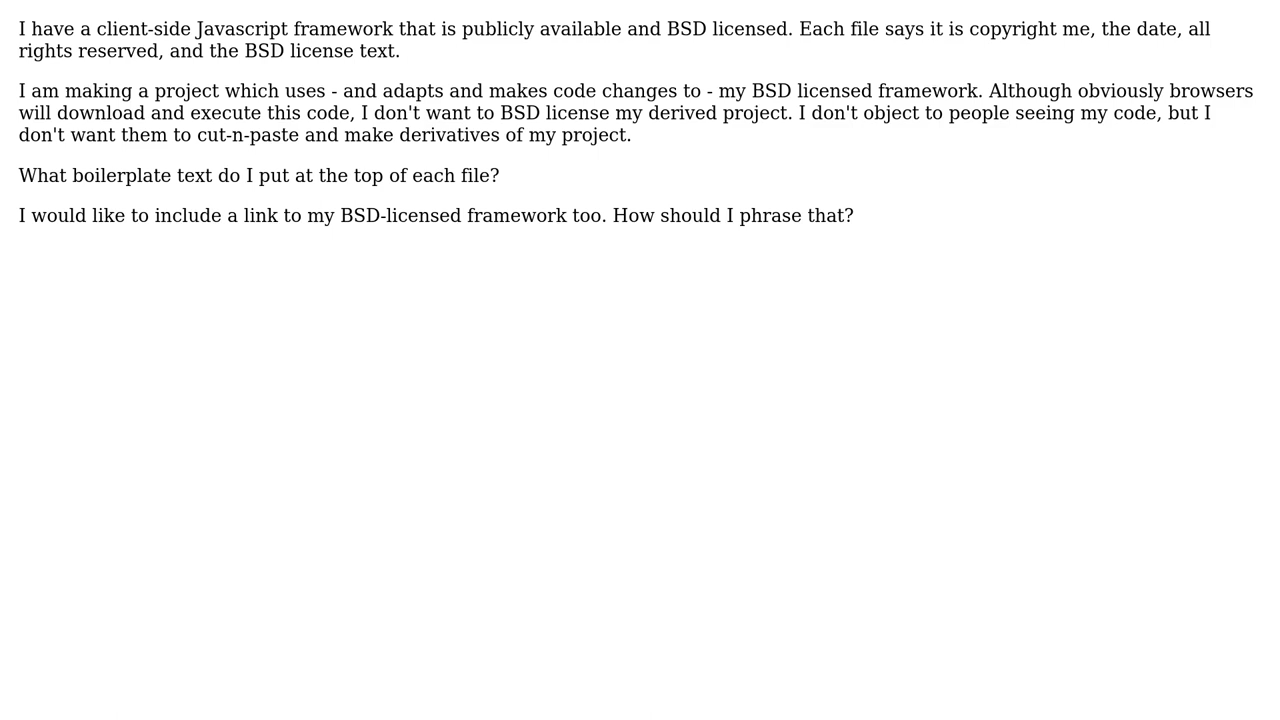 I have a client-side Javascript framework that is publicly available and BSD licensed. Each file says it is copyright me, the date, all
rights reserved, and the BSD license text.
I am making a project which uses - and adapts and makes code changes to - my BSD licensed framework. Although obviously browsers
will download and execute this code, I don't want to BSD license my derived project. I don't object to people seeing my code, but I
don't want them to cut-n-paste and make derivatives of my project.
What boilerplate text do I put at the top of each file?
I would like to include a link to my BSD-licensed framework too. How should I phrase that?